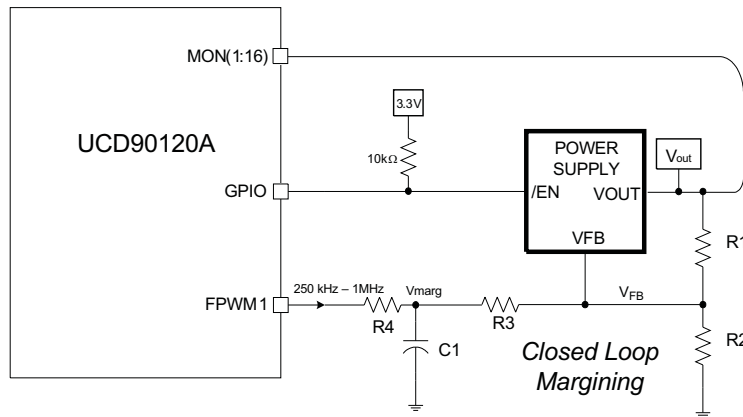 MON(1:16)
3.3V
UCD90120A
10kΩ
POWER
SUPPLY
Vout
GPIO
/EN
VOUT
VFB
R1
FPWM1
250 kHz – 1MHz
Vmarg
VFB
R4
R3
C1
R2
Closed Loop
Margining